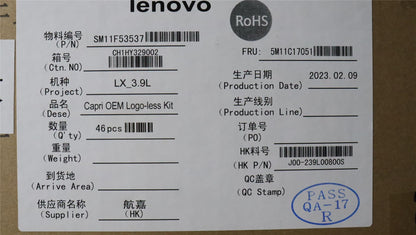 lenovo
RoHS
物料编号 (P/N) SM11F53537
FRU: 5M11C17051
箱号 (Ctn.NO) CH1HY329002
机种 (Project) LX_3.9L
生产日期 (Production Date) 2023.02.09
品名 (Dese) Capri OEM Logo-less Kit
生产线别 (Production Line)
数量 (Q'ty) 46pcs
订单号 (PO)
重量 (Weight)
HK料号 (HK P/N) J00-239L00800S
到货地 (Arrive Area)
QC盖章 (QC Stamp)
供应商名称 (Supplier) 航嘉 (HK)
PASS
QA-17
R